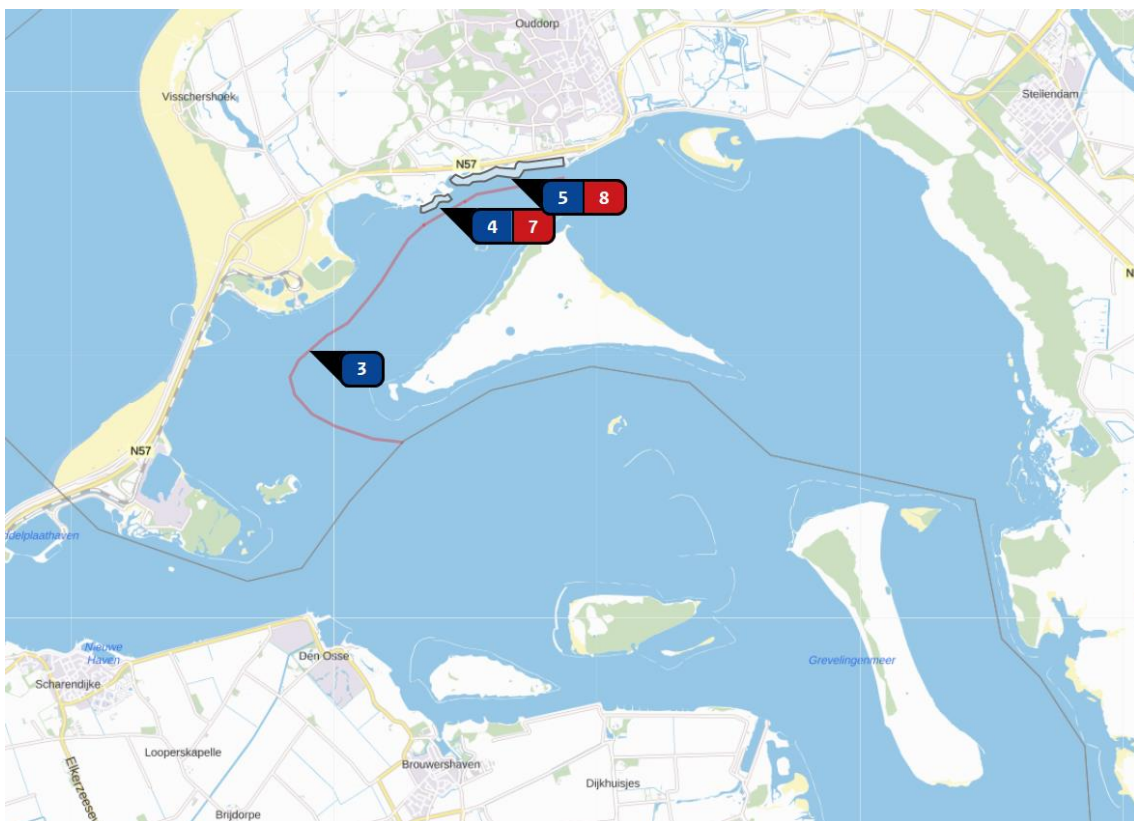 Ouddorp
Visschershoek
Stellendam
N57
5 8
4 7
N
3
N57
delplaathaven
Nieuwe
Haven
Den Osse
Grevelingenmeer
Scharendijke
Looperskapelle
Brouwershaven
Dijkhuisjes
Elkerzeese
Brijdorpe